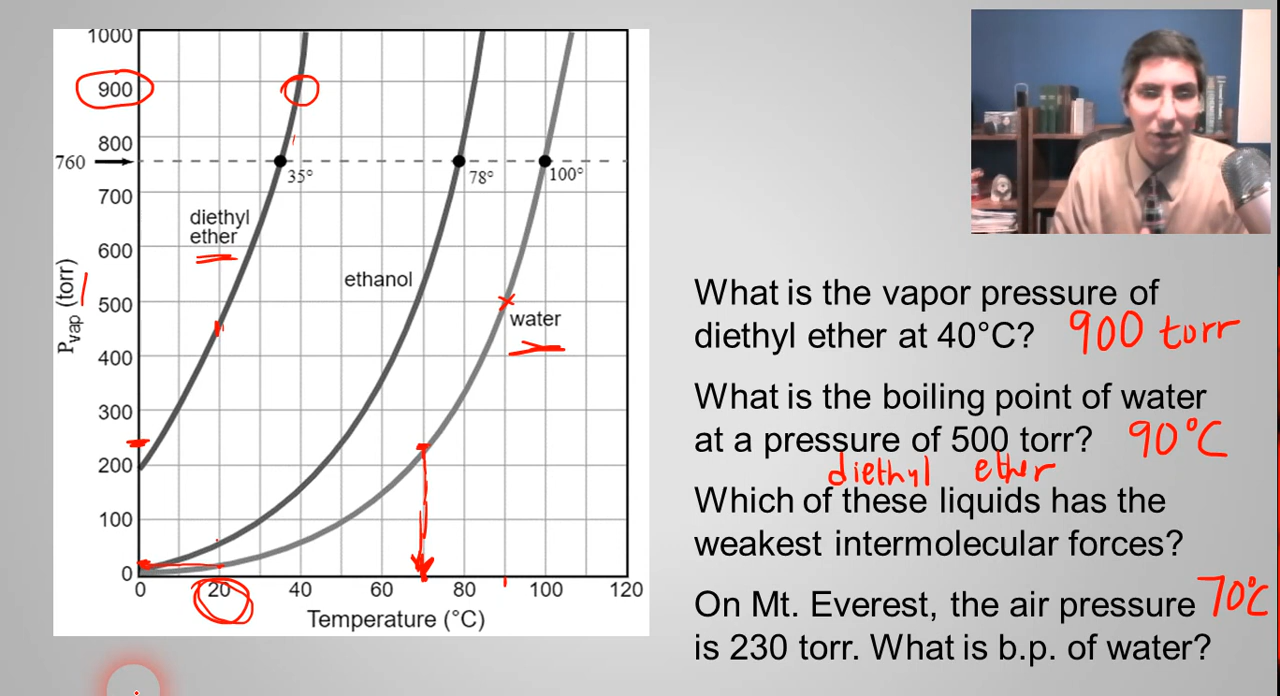 1000
900
800
760
700
600
500
400
300
200
100
0
P vap (torr)
35°
78°
100°
diethyl
ether
ethanol
water
0 20 40 60 80 100 120
Temperature (°C)
What is the vapor pressure of
diethyl ether at 40°C? 900 torr
What is the boiling point of water
at a pressure of 500 torr? 90°C
diethyl ether
Which of these liquids has the
weakest intermolecular forces?
On Mt. Everest, the air pressure 70°C
is 230 torr. What is b.p. of water?